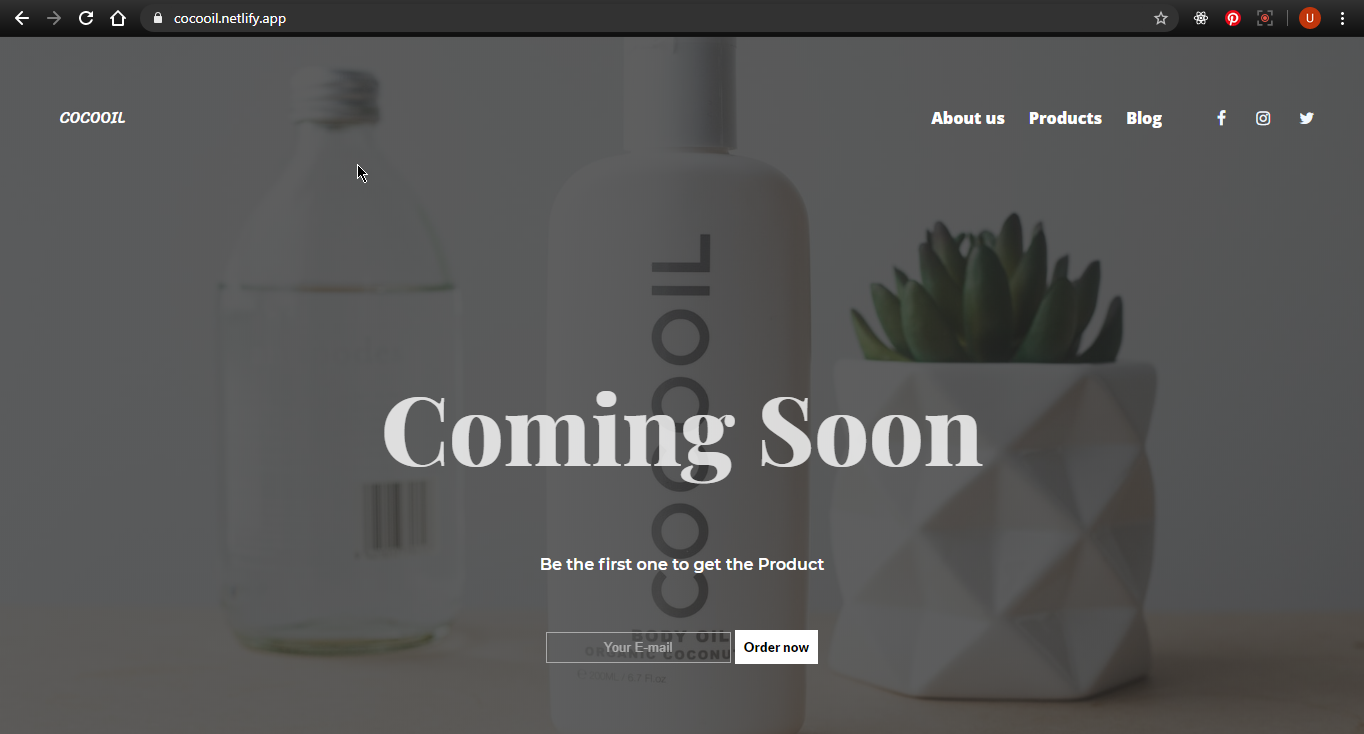 cocooil.netlify.app
U
COCOOIL
About us Products Blog
COCOOIL
Coming Soon
Be the first one to get the Product
BODY OIL
Your E-mail Order now
ORGANIC COCONUT